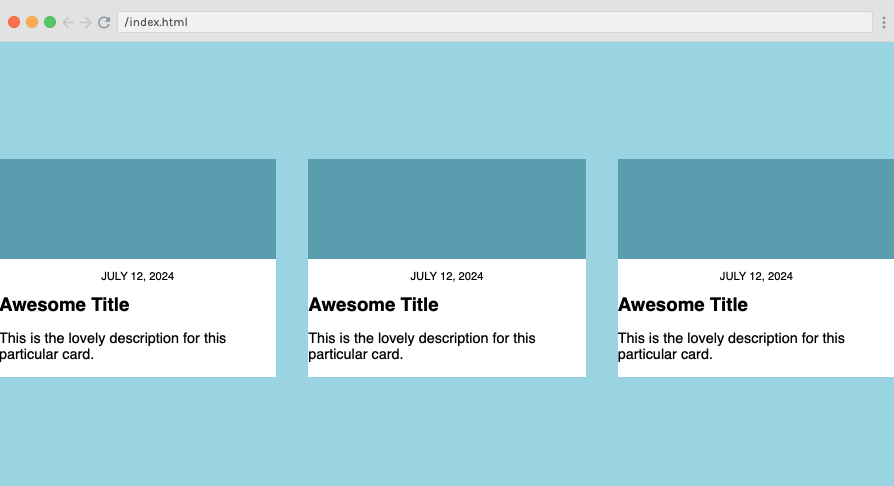 /index.html
JULY 12, 2024
Awesome Title
This is the lovely description for this
particular card.
JULY 12, 2024
Awesome Title
This is the lovely description for this
particular card.
JULY 12, 2024
Awesome Title
This is the lovely description for this
particular card.